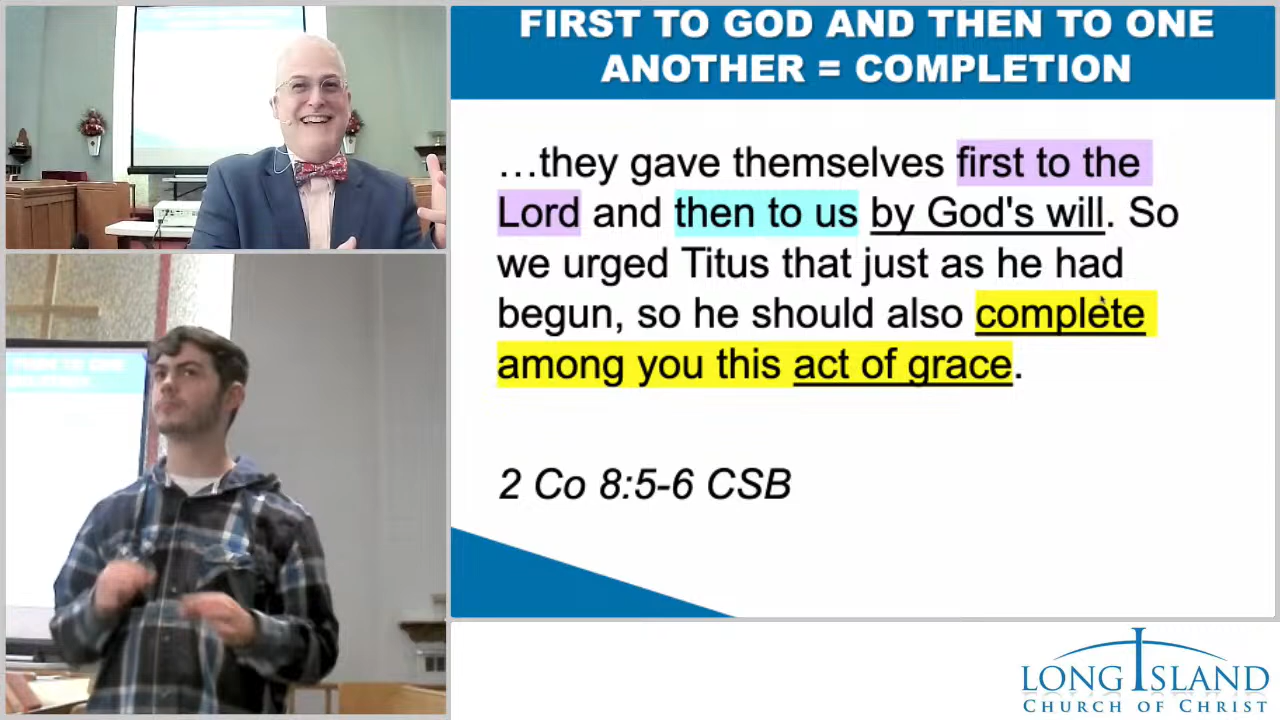 FIRST TO GOD AND THEN TO ONE
ANOTHER = COMPLETION
…they gave themselves first to the
Lord and then to us by God's will. So
we urged Titus that just as he had
begun, so he should also complete
among you this act of grace.
2 Co 8:5-6 CSB
LONG ISLAND
CHURCH OF CHRIST